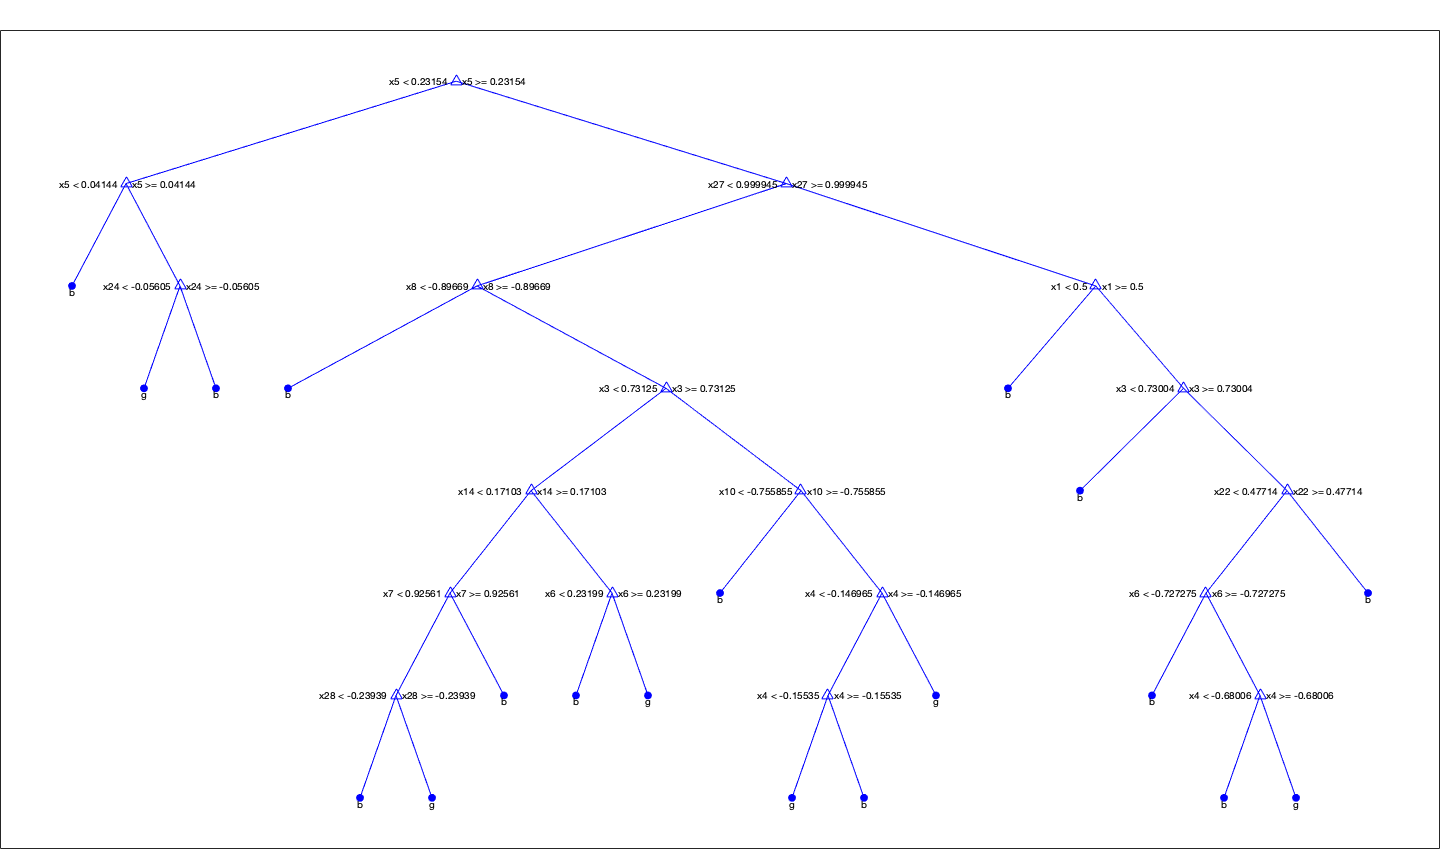 x5 < 0.23154 x5 >= 0.23154
x5 < 0.04144 x5 >= 0.04144 x27 < 0.999945 x27 >= 0.999945
b x24 < -0.05605 x24 >= -0.05605 x8 < -0.89669 x8 >= -0.89669 x1 < 0.5 x1 >= 0.5
g b b x3 < 0.73125 x3 >= 0.73125 b x3 < 0.73004 x3 >= 0.73004
x14 < 0.17103 x14 >= 0.17103 x10 < -0.755855 x10 >= -0.755855 b x22 < 0.47714 x22 >= 0.47714
x7 < 0.92561 x7 >= 0.92561 x6 < 0.23199 x6 >= 0.23199 b x4 < -0.146965 x4 >= -0.146965 x6 < -0.727275 x6 >= -0.727275 b
x28 < -0.23939 x28 >= -0.23939 b b g x4 < -0.15535 x4 >= -0.15535 g b x4 < -0.68006 x4 >= -0.68006
b g g b b g